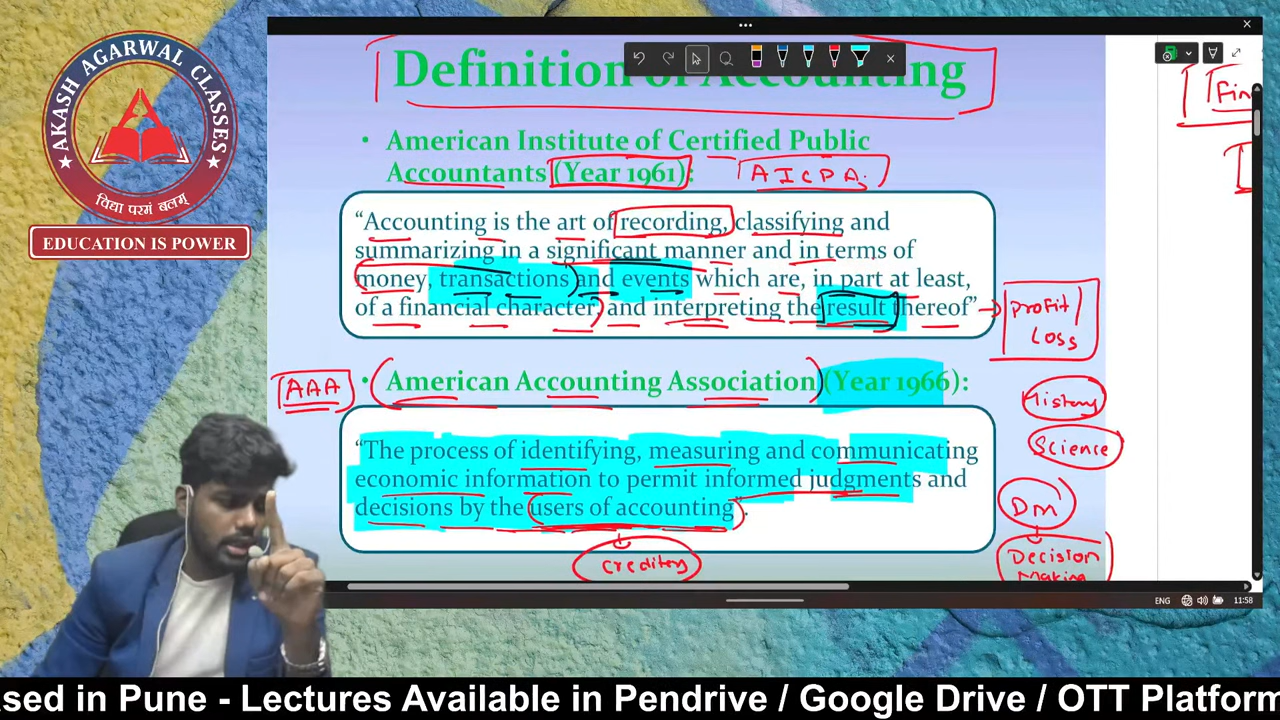 AKASH AGARWAL CLASSES
विद्या परमं बलम्
EDUCATION IS POWER
Definition of Accounting
Fin
• American Institute of Certified Public
Accountants (Year 1961):
AICPA
“Accounting is the art of recording, classifying and
summarizing in a significant manner and in terms of
money, transactions and events which are, in part at least,
of a financial character, and interpreting the result thereof”
Profit/
Loss
AAA
• American Accounting Association (Year 1966):
History
Science
“The process of identifying, measuring and communicating
economic information to permit informed judgments and
decisions by the users of accounting”.
DM
Decision
Making
creditors
ENG
11:58
ased in Pune - Lectures Available in Pendrive / Google Drive / OTT Platform